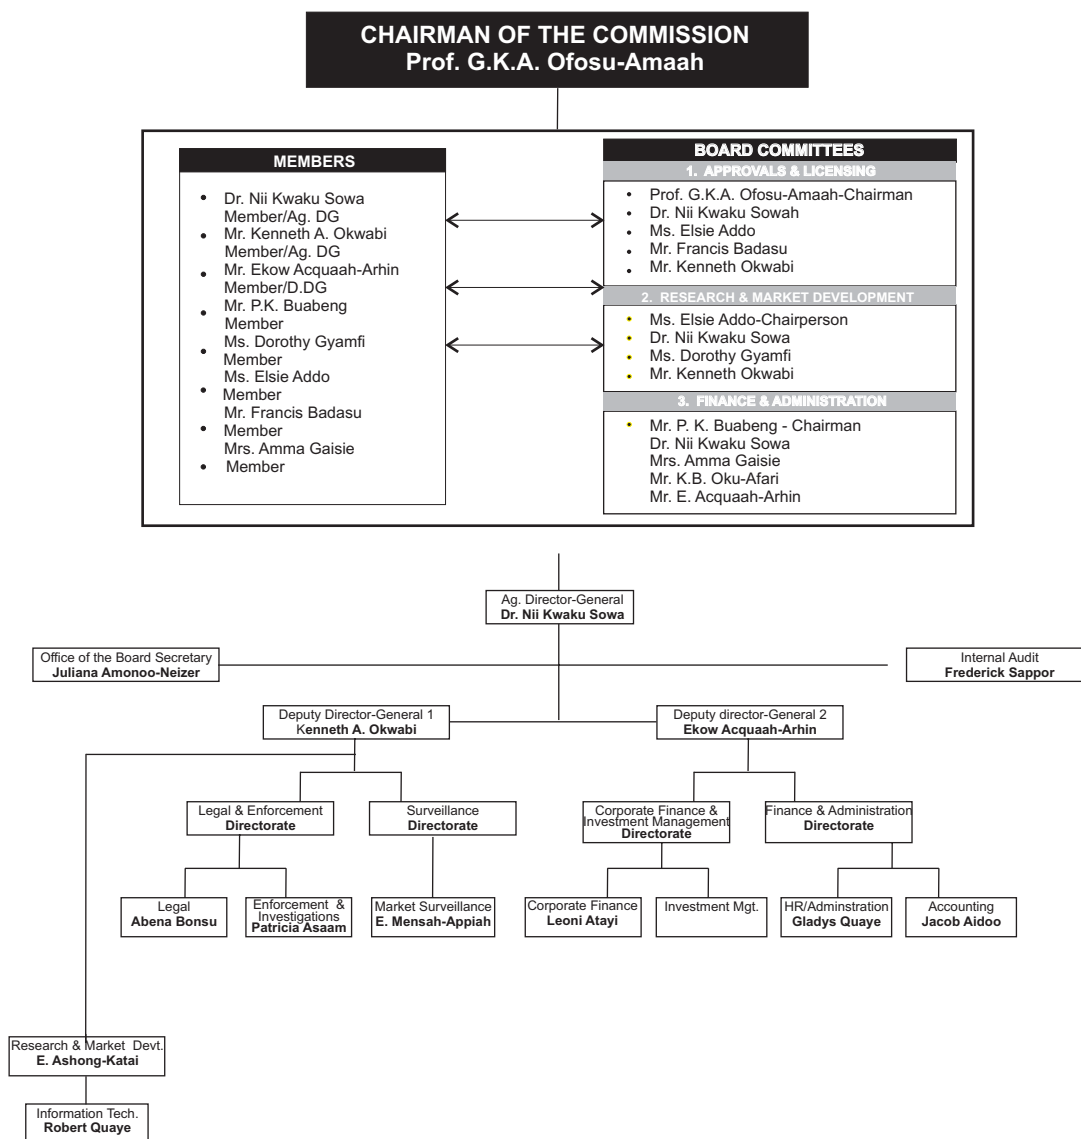 CHAIRMAN OF THE COMMISSION
Prof. G.K.A. Ofosu-Amaah
MEMBERS
• Dr. Nii Kwaku Sowa
Member/Ag. DG
• Mr. Kenneth A. Okwabi
Member/Ag. DG
• Mr. Ekow Acquaah-Arhin
Member/D.DG
• Mr. P.K. Buabeng
Member
• Ms. Dorothy Gyamfi
Member
Ms. Elsie Addo
• Member
Mr. Francis Badasu
• Member
Mrs. Amma Gaisie
• Member
BOARD COMMITTEES
1. APPROVALS & LICENSING
• Prof. G.K.A. Ofosu-Amaah-Chairman
• Dr. Nii Kwaku Sowah
• Ms. Elsie Addo
• Mr. Francis Badasu
• Mr. Kenneth Okwabi
2. RESEARCH & MARKET DEVELOPMENT
• Ms. Elsie Addo-Chairperson
• Dr. Nii Kwaku Sowa
• Ms. Dorothy Gyamfi
• Mr. Kenneth Okwabi
3. FINANCE & ADMINISTRATION
• Mr. P. K. Buabeng - Chairman
Dr. Nii Kwaku Sowa
Mrs. Amma Gaisie
Mr. K.B. Oku-Afari
Mr. E. Acquaah-Arhin
Ag. Director-General
Dr. Nii Kwaku Sowa
Office of the Board Secretary
Juliana Amonoo-Neizer
Internal Audit
Frederick Sappor
Deputy Director-General 1
Kenneth A. Okwabi
Deputy director-General 2
Ekow Acquaah-Arhin
Legal & Enforcement
Directorate
Surveillance
Directorate
Corporate Finance &
Investment Management
Directorate
Finance & Administration
Directorate
Legal
Abena Bonsu
Enforcement &
Investigations
Patricia Asaam
Market Surveillance
E. Mensah-Appiah
Corporate Finance
Leoni Atayi
Investment Mgt.
HR/Adminstration
Gladys Quaye
Accounting
Jacob Aidoo
Research & Market Devt.
E. Ashong-Katai
Information Tech.
Robert Quaye